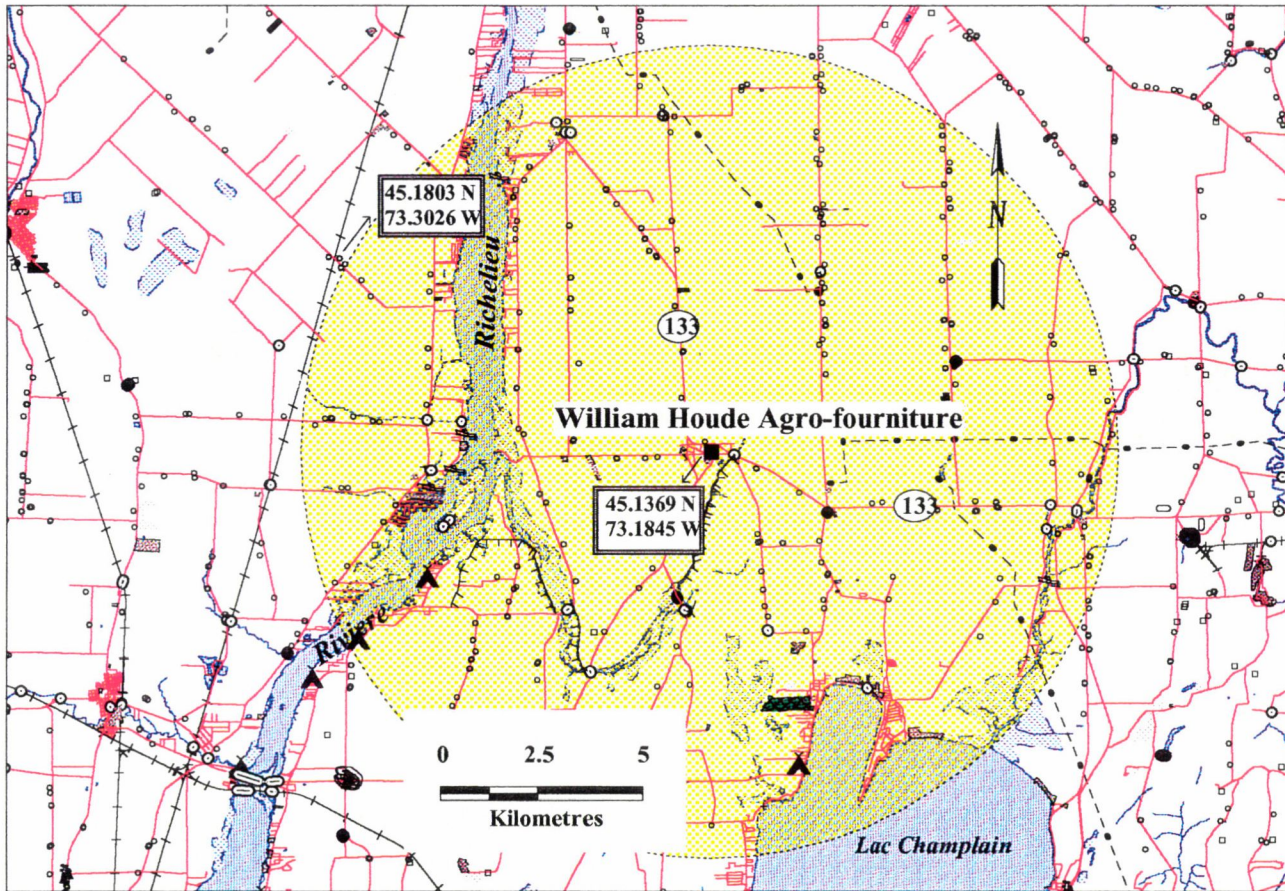 45.1803 N
73.3026 W
Richelieu
N
133
William Houde Agro-fourniture
45.1369 N
73.1845 W
133
Rivière
0 2.5 5
Kilometres
Lac Champlain